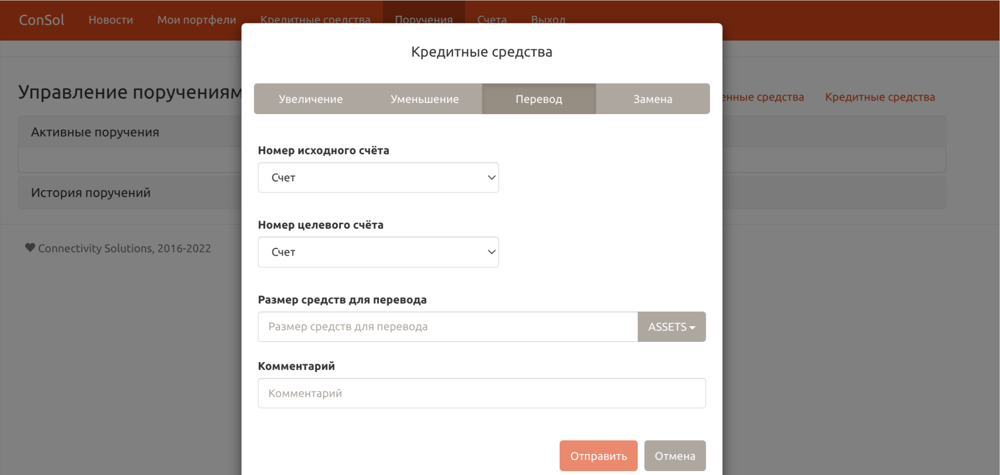 ConSol Новости Мои портфели Кредитные средства Поручения Счета Выход
Кредитные средства
Увеличение Уменьшение Перевод Замена
Управление поручениям
средства Кредитные средства
Активные поручения
Номер исходного счёта
Счет
История поручений
Номер целевого счёта
Счет
Connectivity Solutions, 2016-2022
Размер средств для перевода
Размер средств для перевода ASSETS
Комментарий
Комментарий
Отправить Отмена